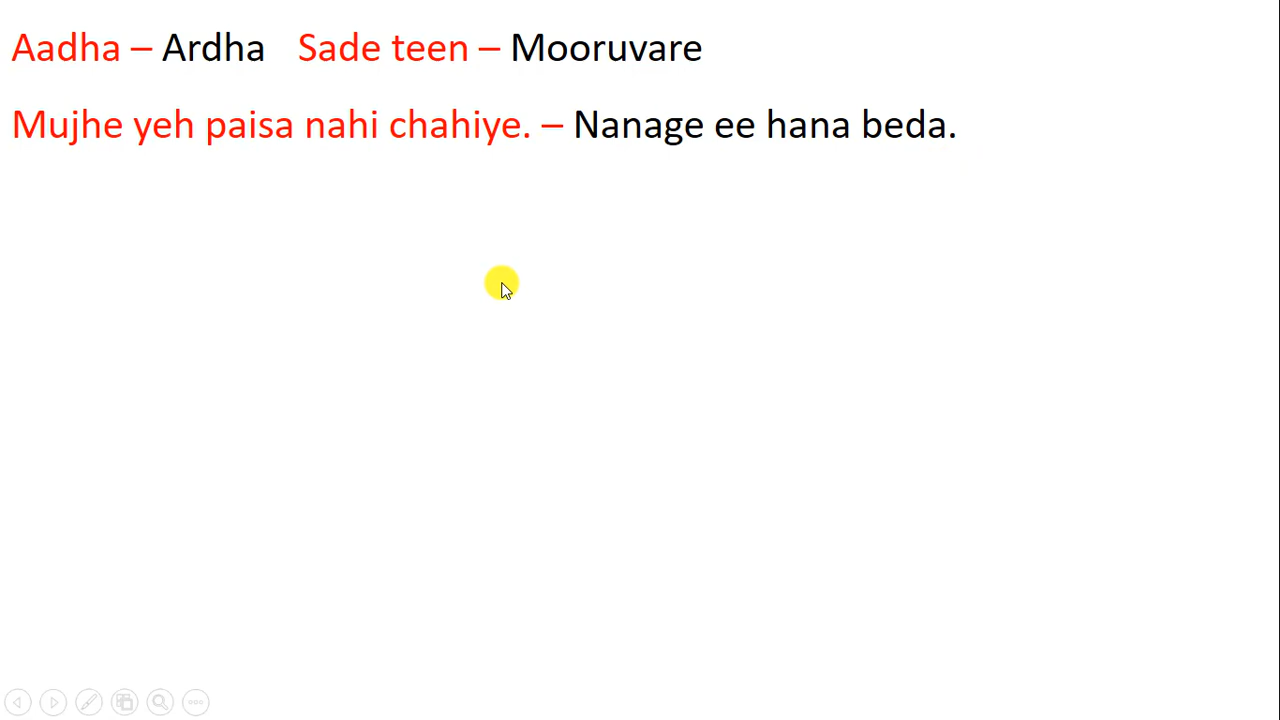 Aadha – Ardha Sade teen – Mooruvare
Mujhe yeh paisa nahi chahiye. – Nanage ee hana beda.